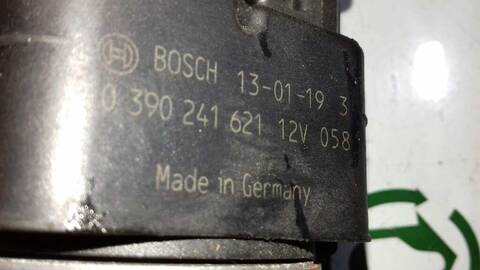 BOSCH 13-01-19 3
0 390 241 621 12V 058
Made in Germany